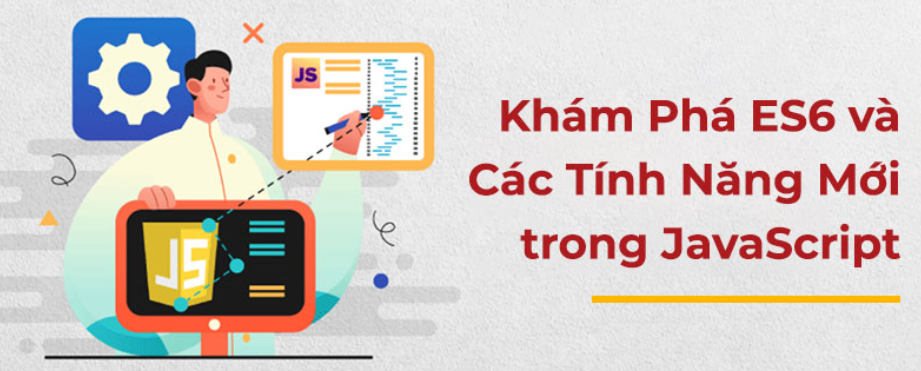 JS
JS
Khám Phá ES6 và
Các Tính Năng Mới
trong JavaScript